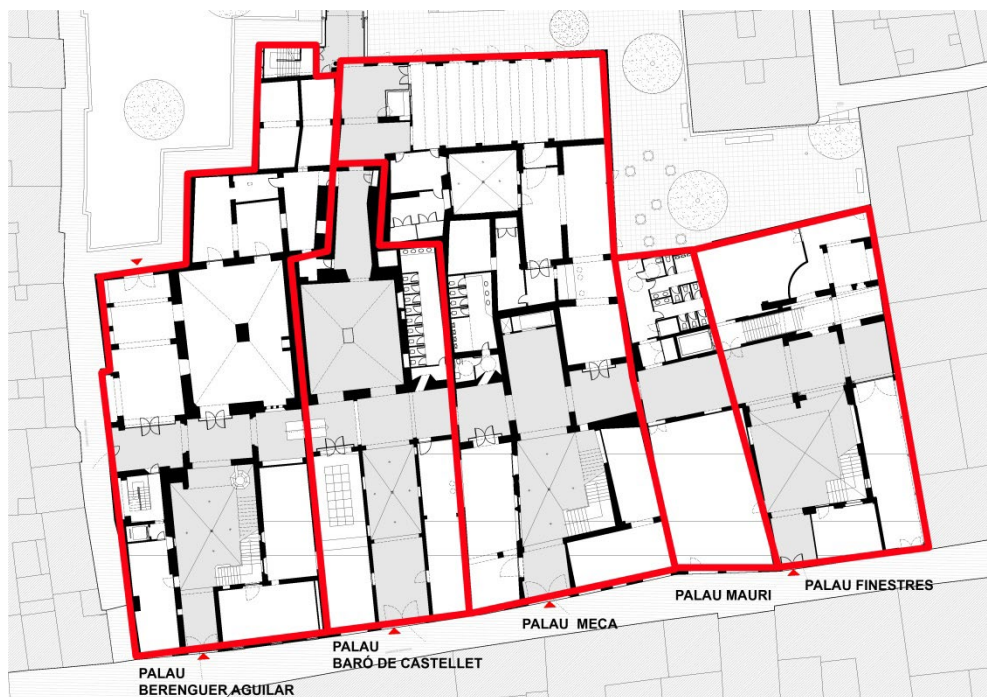 PALAU
BERENGUER AGUILAR
PALAU
BARÓ DE CASTELLET
PALAU MECA
PALAU MAURI
PALAU FINESTRES